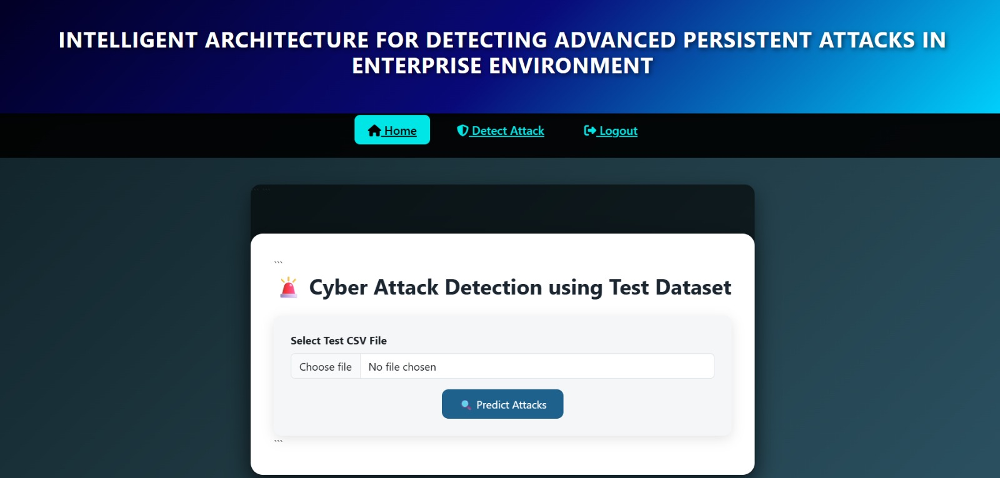 INTELLIGENT ARCHITECTURE FOR DETECTING ADVANCED PERSISTENT ATTACKS IN
ENTERPRISE ENVIRONMENT
Home Detect Attack Logout
``` ```
```
Cyber Attack Detection using Test Dataset
Select Test CSV File
Choose file No file chosen
Predict Attacks
```